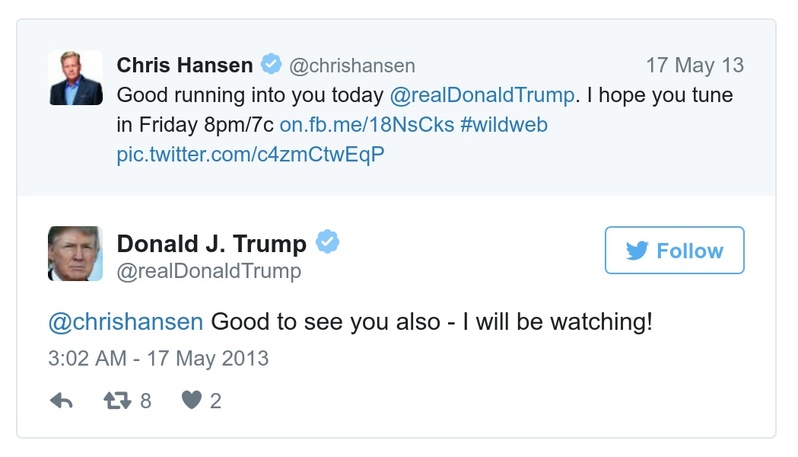 Chris Hansen @chrishansen 17 May 13
Good running into you today @realDonaldTrump. I hope you tune
in Friday 8pm/7c on.fb.me/18NsCks #wildweb
pic.twitter.com/c4zmCtwEqP
Donald J. Trump
@realDonaldTrump
Follow
@chrishansen Good to see you also - I will be watching!
3:02 AM - 17 May 2013
8 2